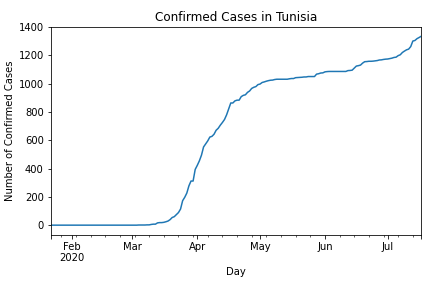 Confirmed Cases in Tunisia
Number of Confirmed Cases
1400
1200
1000
800
600
400
200
0
Feb Mar Apr May Jun Jul
2020
Day